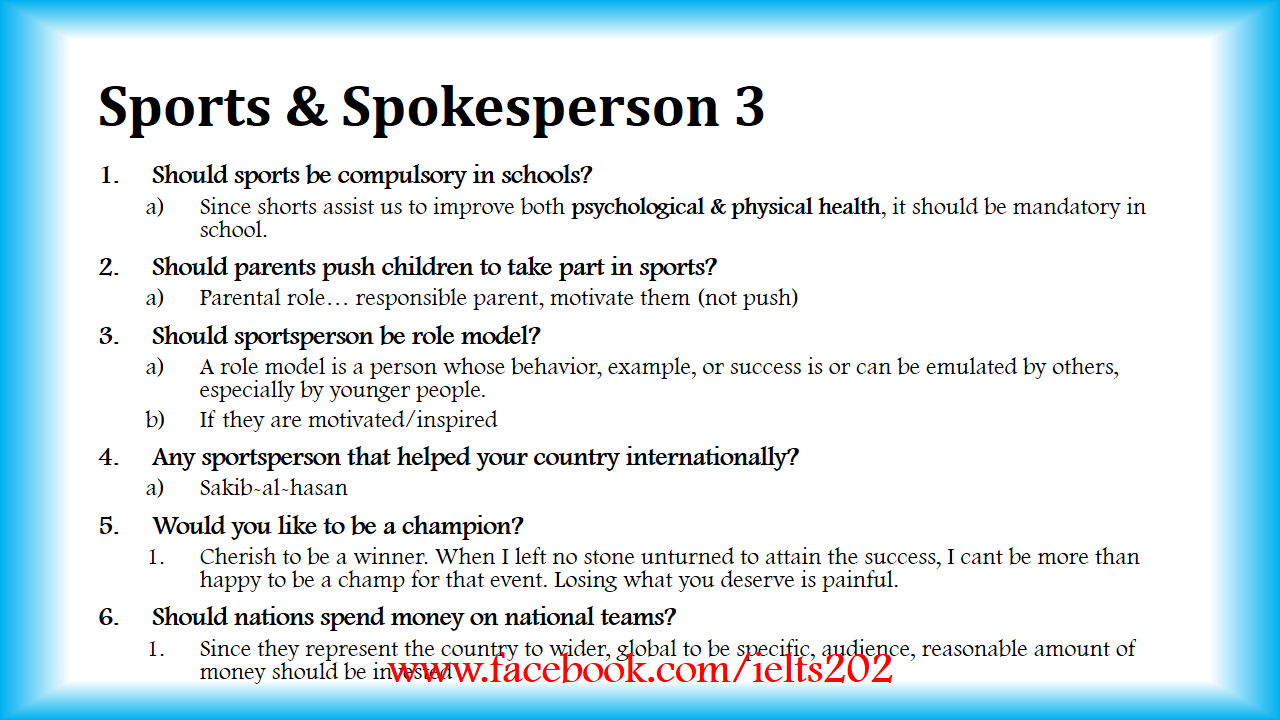 Sports & Spokesperson 3
1. Should sports be compulsory in schools?
a) Since shorts assist us to improve both psychological & physical health, it should be mandatory in
school.
2. Should parents push children to take part in sports?
a) Parental role… responsible parent, motivate them (not push)
3. Should sportsperson be role model?
a) A role model is a person whose behavior, example, or success is or can be emulated by others,
especially by younger people.
b) If they are motivated/inspired
4. Any sportsperson that helped your country internationally?
a) Sakib-al-hasan
5. Would you like to be a champion?
1. Cherish to be a winner. When I left no stone unturned to attain the success, I cant be more than
happy to be a champ for that event. Losing what you deserve is painful.
6. Should nations spend money on national teams?
1. Since they represent the country to wider, global to be specific, audience, reasonable amount of
money should be invested
www.facebook.com/ielts202